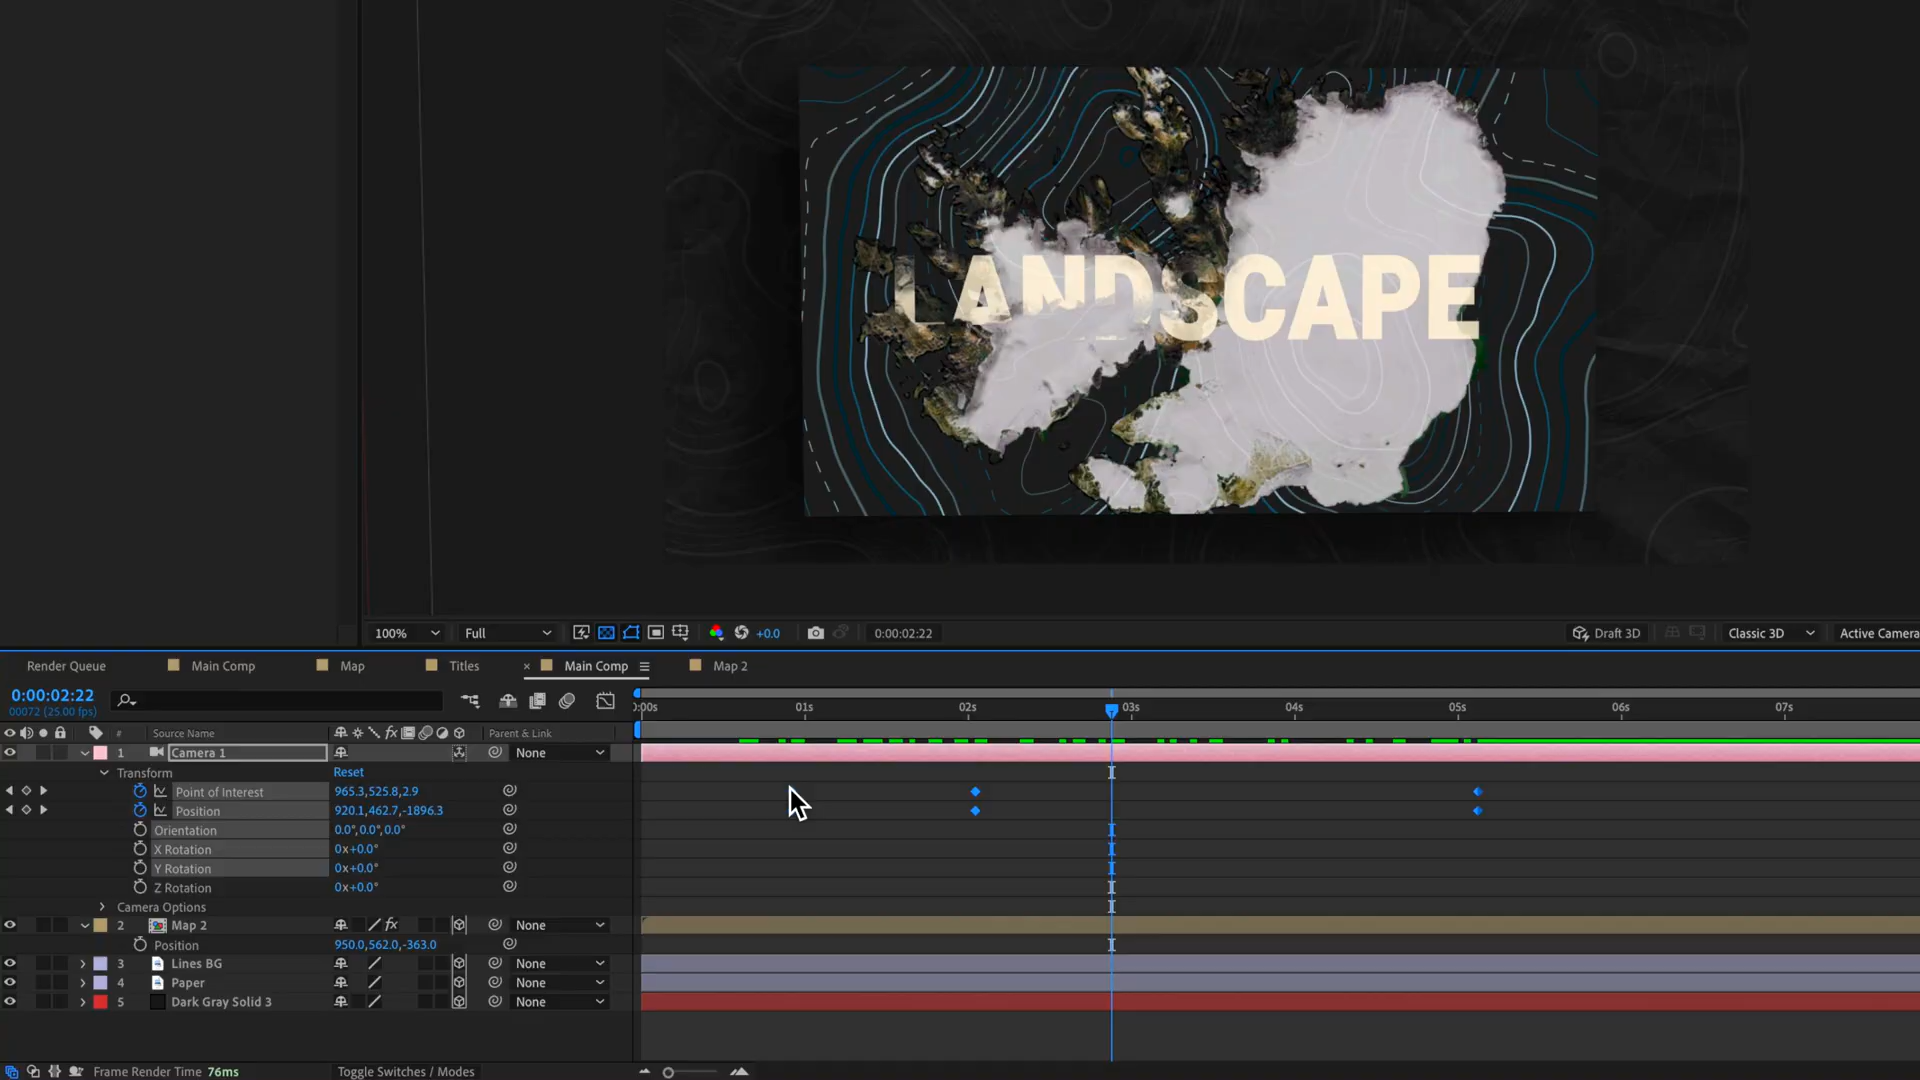 LANDSCAPE
100% Full +0.0 0:00:02:22 Draft 3D Classic 3D Active Camera
Render Queue Main Comp Map Titles × Main Comp Map 2
0:00:02:22
00072 (25.00 fps)
:00s 01s 02s 03s 04s 05s 06s 07s
# Source Name fx Parent & Link
1 Camera 1 None
Transform Reset
Point of Interest 965.3,525.8,2.9
Position 920.1,462.7,-1896.3
Orientation 0.0°,0.0°,0.0°
X Rotation 0x+0.0°
Y Rotation 0x+0.0°
Z Rotation 0x+0.0°
Camera Options
2 Map 2 fx None
Position 950.0,562.0,-363.0
3 Lines BG None
4 Paper None
5 Dark Gray Solid 3 None
Frame Render Time 76ms Toggle Switches / Modes